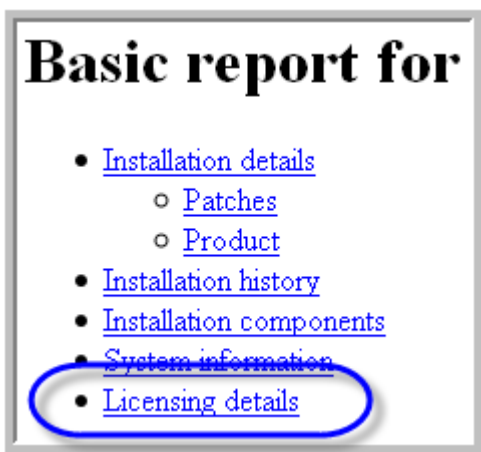 Basic report for
Installation details
Patches
Product
Installation history
Installation components
System information
Licensing details